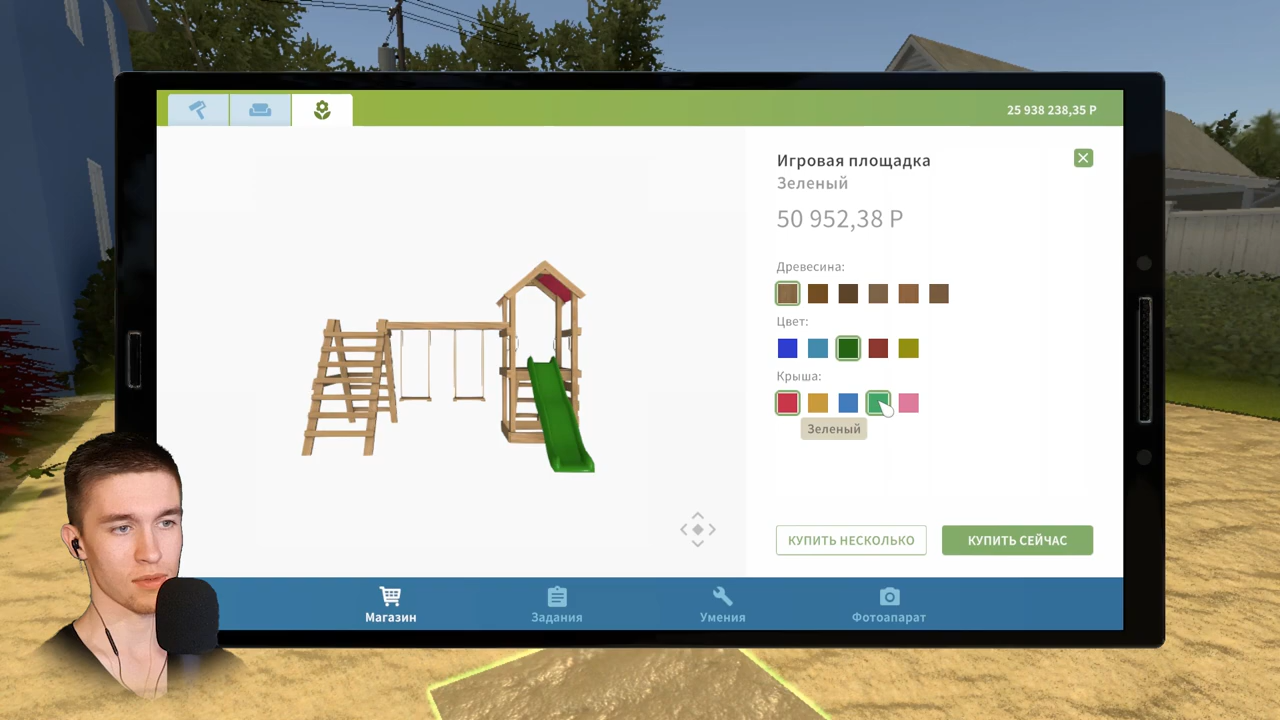 25 938 238,35 Р
Игровая площадка
Зеленый
50 952,38 Р
Древесина:
Цвет:
Крыша:
Зеленый
КУПИТЬ НЕСКОЛЬКО
КУПИТЬ СЕЙЧАС
Магазин
Задания
Умения
Фотоапарат